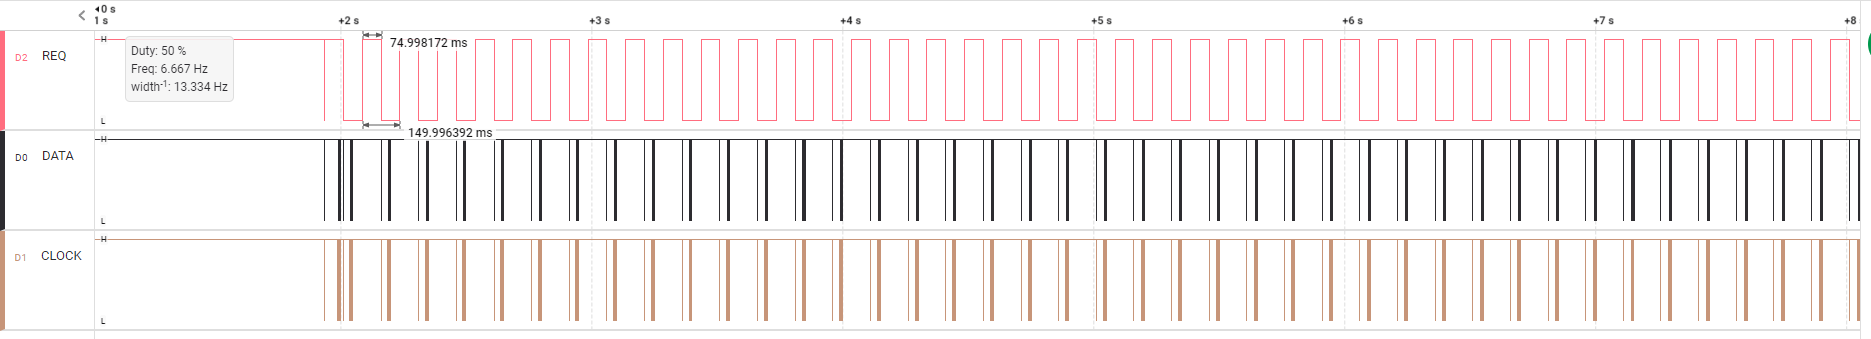 ◂0 s
1 s
+2 s
+3 s
+4 s
+5 s
+6 s
+7 s
+8
D2
REQ
H
L
Duty: 50 %
Freq: 6.667 Hz
width-1: 13.334 Hz
74.998172 ms
149.996392 ms
D0
DATA
H
L
D1
CLOCK
H
L